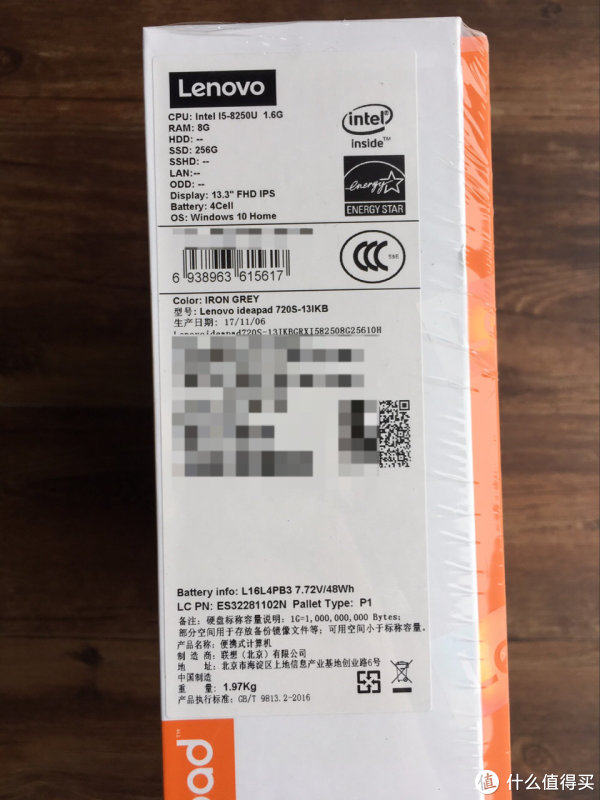 Lenovo
CPU: Intel I5-8250U 1.6G
RAM: 8G
HDD: --
SSD: 256G
SSHD: --
LAN:--
ODD: --
Display: 13.3" FHD IPS
Battery: 4Cell
OS: Windows 10 Home
intel
inside™
energy
ENERGY STAR
6 938963 615617
CCC
S&E
Color: IRON GREY
型号: Lenovo ideapad 720S-13IKB
生产日期: 17/11/06
Lenovoideapad720S-13IKBGRXI582508G25610H
Battery info: L16L4PB3 7.72V/48Wh
LC PN: ES32281102N Pallet Type: P1
备注: 硬盘标称容量说明: 1G=1,000,000,000 Bytes;
部分空间用于存放备份镜像文件等; 可用空间小于标称容量.
产品名称: 便携式计算机
制 造 商: 联想(北京)有限公司
地 址: 北京市海淀区上地信息产业基地创业路6号
中国制造
重 量: 1.97Kg
产品执行标准: GB/T 9813.2-2016
pad
值 什么值得买